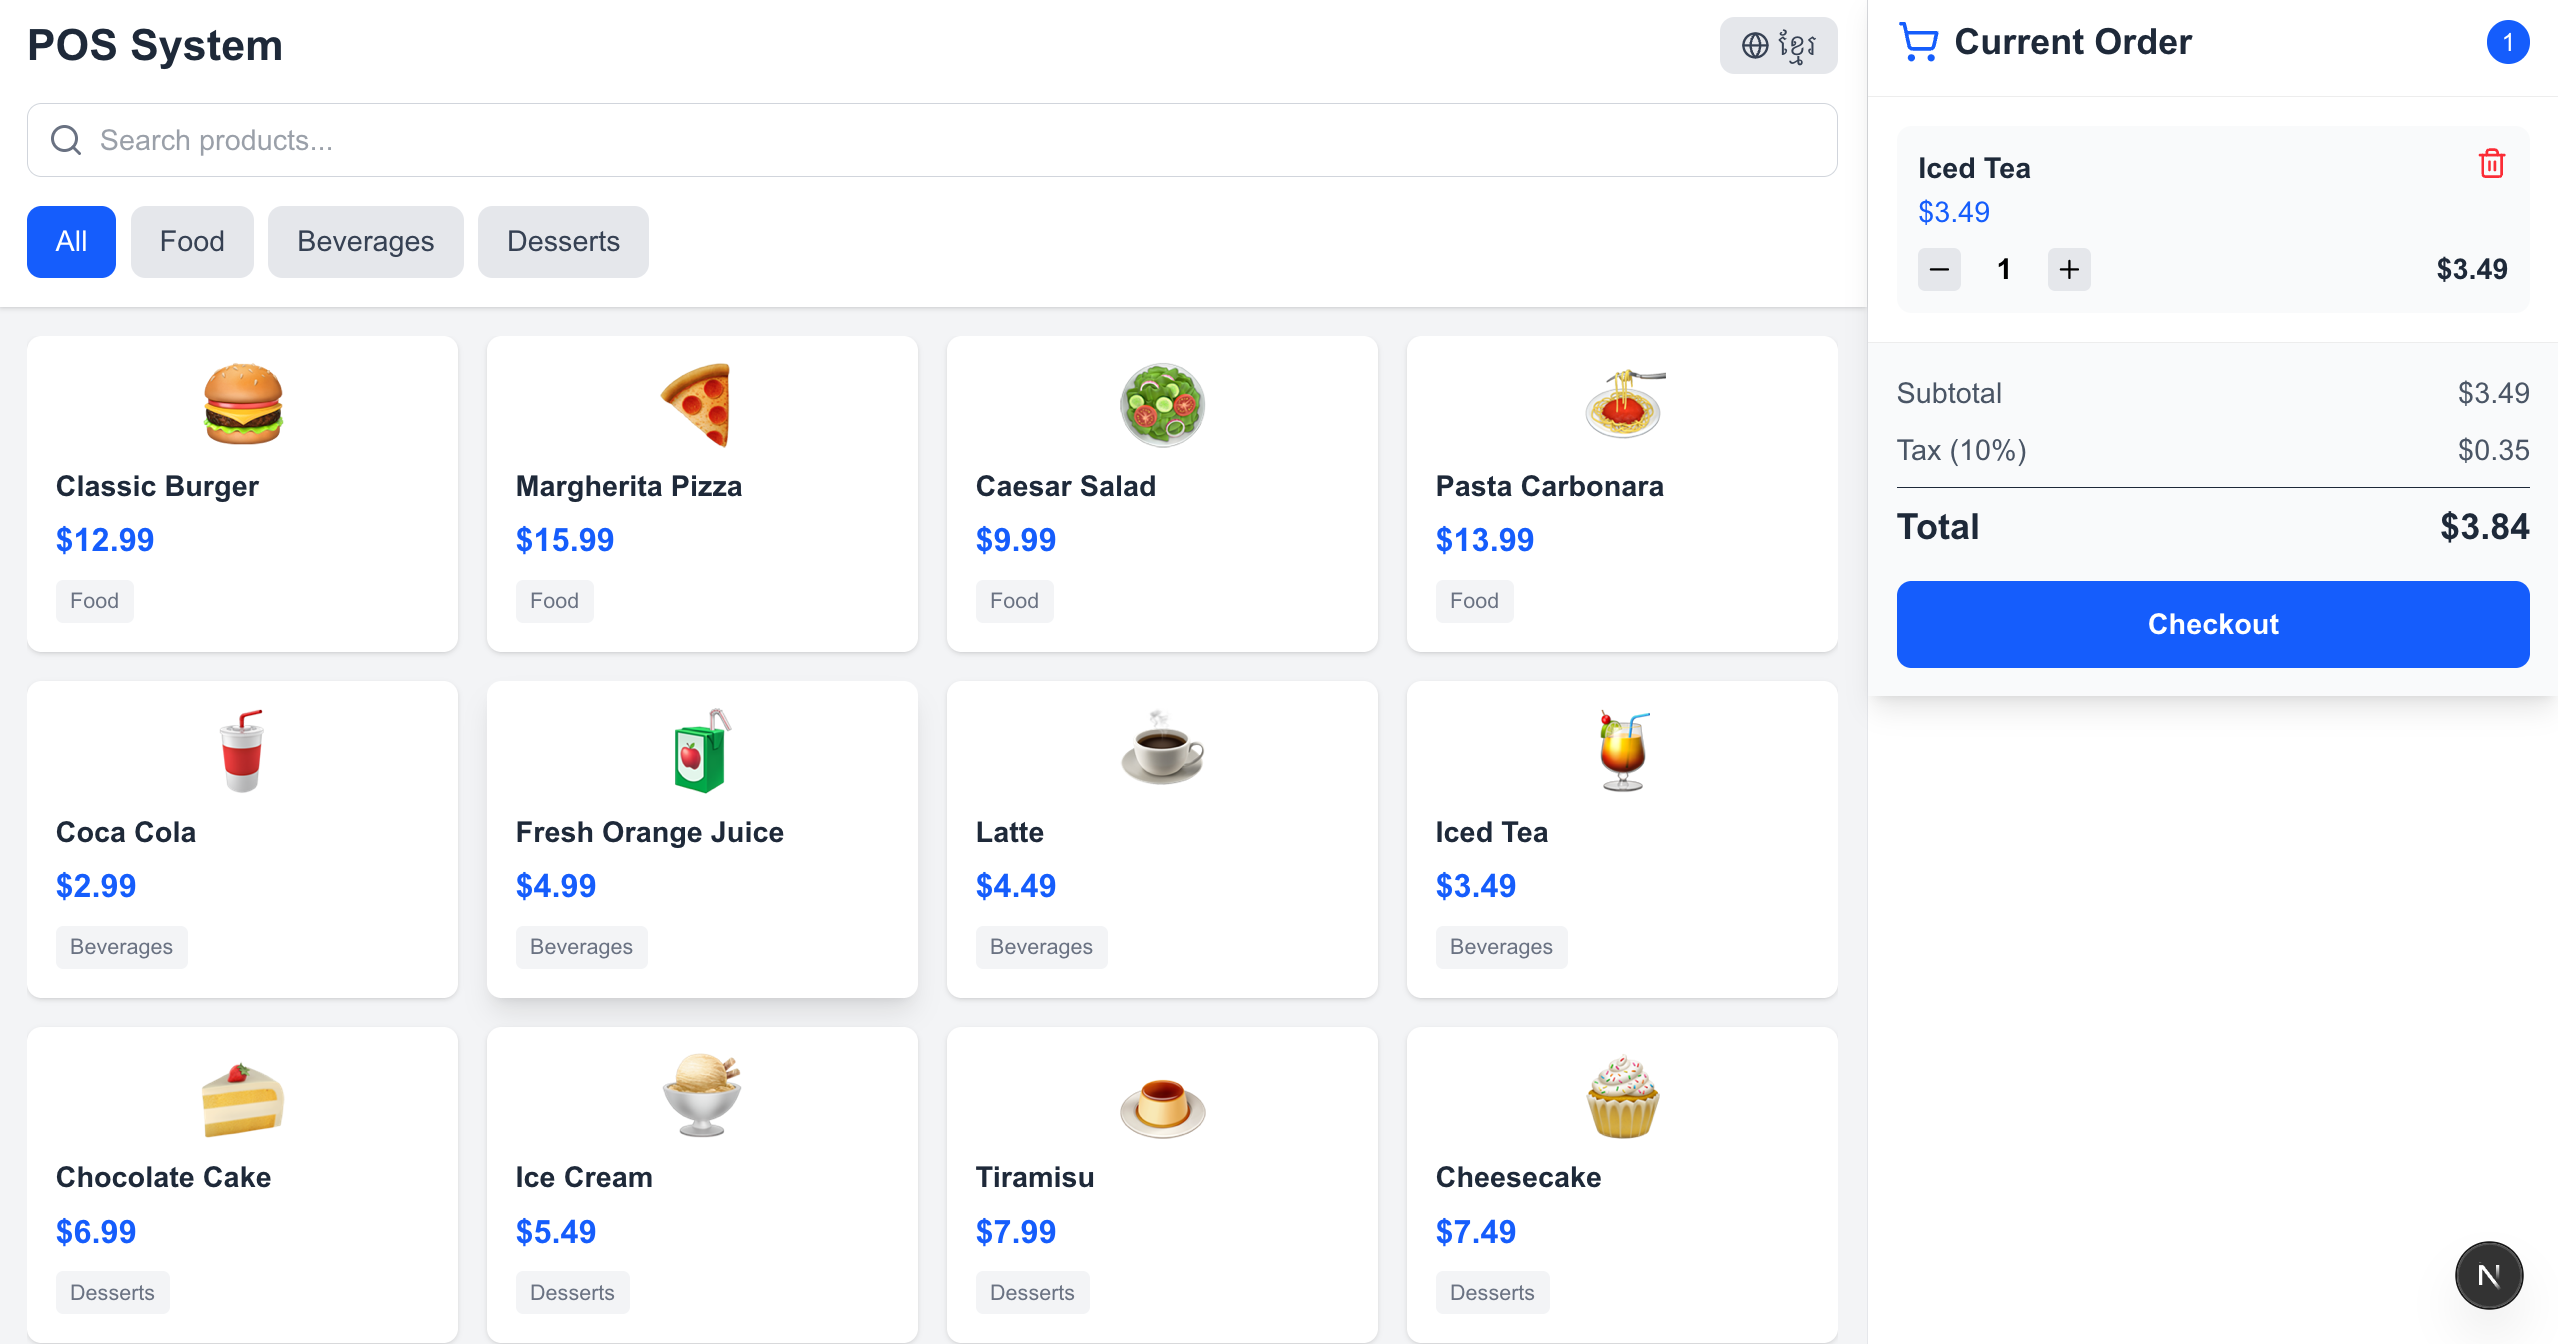 POS System
ខ្មែរ
Search products...
All
Food
Beverages
Desserts
Classic Burger
$12.99
Food
Margherita Pizza
$15.99
Food
Caesar Salad
$9.99
Food
Pasta Carbonara
$13.99
Food
Coca Cola
$2.99
Beverages
Fresh Orange Juice
$4.99
Beverages
Latte
$4.49
Beverages
Iced Tea
$3.49
Beverages
Chocolate Cake
$6.99
Desserts
Ice Cream
$5.49
Desserts
Tiramisu
$7.99
Desserts
Cheesecake
$7.49
Desserts
Current Order
1
Iced Tea
$3.49
1
$3.49
Subtotal $3.49
Tax (10%) $0.35
Total $3.84
Checkout
N